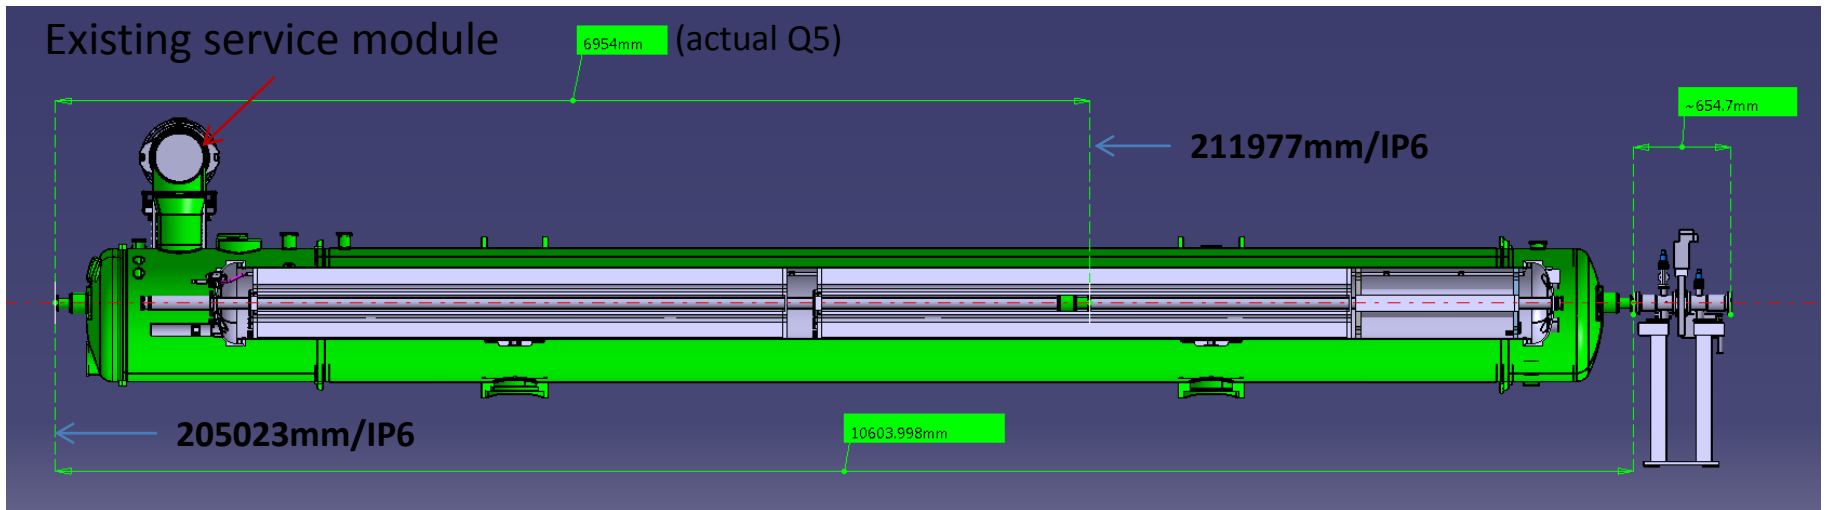 Existing service module
6954mm
(actual Q5)
~654.7mm
211977mm/IP6
205023mm/IP6
10603.998mm